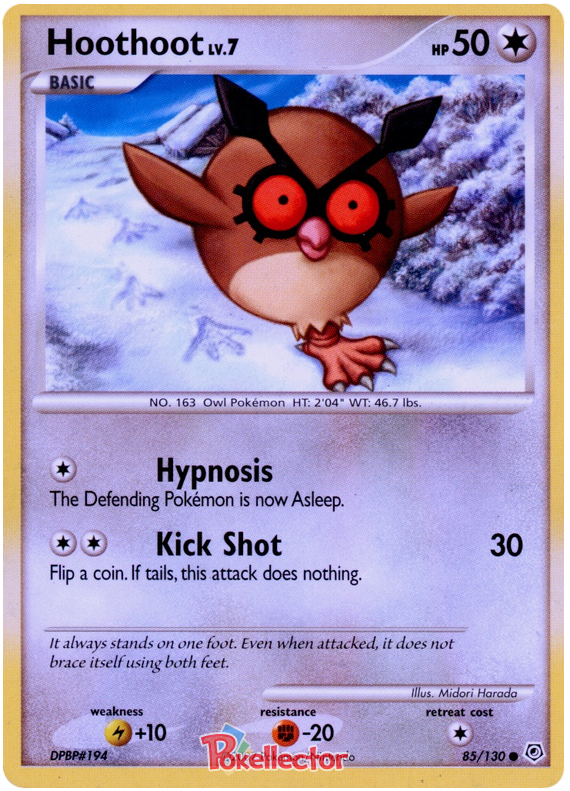 Hoothoot LV.7 HP 50
BASIC
NO. 163 Owl Pokémon HT: 2'04" WT: 46.7 lbs.
Hypnosis
The Defending Pokémon is now Asleep.
Kick Shot 30
Flip a coin. If tails, this attack does nothing.
It always stands on one foot. Even when attacked, it does not
brace itself using both feet.
Illus. Midori Harada
weakness resistance retreat cost
+10 -20
DPBP#194 Pokellector 85/130